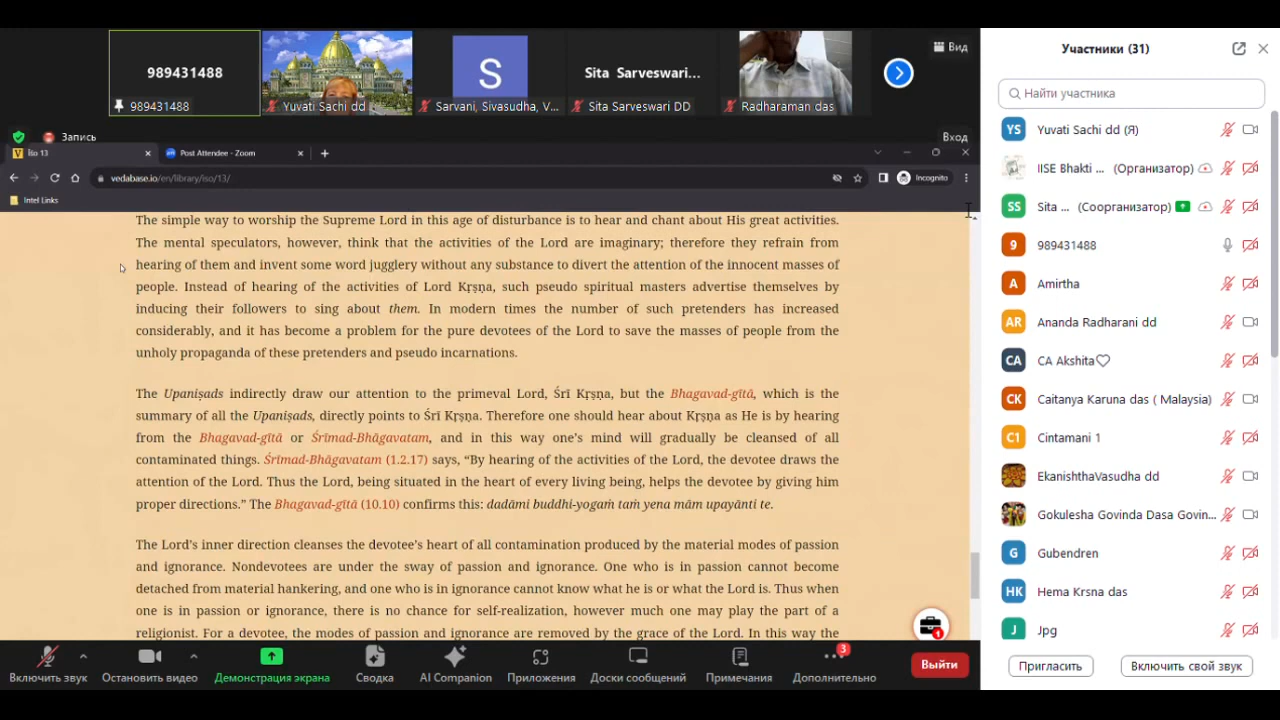 989431488
989431488
Yuvati Sachi dd
S
Sarvani, Sivasudha, V...
Sita Sarveswari...
Sita Sarveswari DD
Radharaman das
Вид
Запись
Вход
Īśo 13
Post Attendee - Zoom
vedabase.io/en/library/iso/13/
Incognito
Intel Links
The simple way to worship the Supreme Lord in this age of disturbance is to hear and chant about His great activities.
The mental speculators, however, think that the activities of the Lord are imaginary; therefore they refrain from
hearing of them and invent some word jugglery without any substance to divert the attention of the innocent masses of
people. Instead of hearing of the activities of Lord Kṛṣṇa, such pseudo spiritual masters advertise themselves by
inducing their followers to sing about them. In modern times the number of such pretenders has increased
considerably, and it has become a problem for the pure devotees of the Lord to save the masses of people from the
unholy propaganda of these pretenders and pseudo incarnations.
The Upaniṣads indirectly draw our attention to the primeval Lord, Śrī Kṛṣṇa, but the Bhagavad-gītā, which is the
summary of all the Upaniṣads, directly points to Śrī Kṛṣṇa. Therefore one should hear about Kṛṣṇa as He is by hearing
from the Bhagavad-gītā or Śrīmad-Bhāgavatam, and in this way one's mind will gradually be cleansed of all
contaminated things. Śrīmad-Bhāgavatam (1.2.17) says, “By hearing of the activities of the Lord, the devotee draws the
attention of the Lord. Thus the Lord, being situated in the heart of every living being, helps the devotee by giving him
proper directions.” The Bhagavad-gītā (10.10) confirms this: dadāmi buddhi-yogaṁ taṁ yena mām upayānti te.
The Lord's inner direction cleanses the devotee's heart of all contamination produced by the material modes of passion
and ignorance. Nondevotees are under the sway of passion and ignorance. One who is in passion cannot become
detached from material hankering, and one who is in ignorance cannot know what he is or what the Lord is. Thus when
one is in passion or ignorance, there is no chance for self-realization, however much one may play the part of a
religionist. For a devotee, the modes of passion and ignorance are removed by the grace of the Lord. In this way the
1
Включить звук
Остановить видео
Демонстрация экрана
Сводка
AI Companion
Приложения
Доски сообщений
Примечания
3
Дополнительно
Выйти
Участники (31)
Найти участника
YS Yuvati Sachi dd (Я)
IISE Bhakti ... (Организатор)
SS Sita ... (Соорганизатор)
9 989431488
A Amirtha
AR Ananda Radharani dd
CA CA Akshita♡
CK Caitanya Karuna das ( Malaysia)
C1 Cintamani 1
EkanishthaVasudha dd
Gokulesha Govinda Dasa Govin...
G Gubendren
HK Hema Krsna das
J Jpg
Пригласить
Включить свой звук